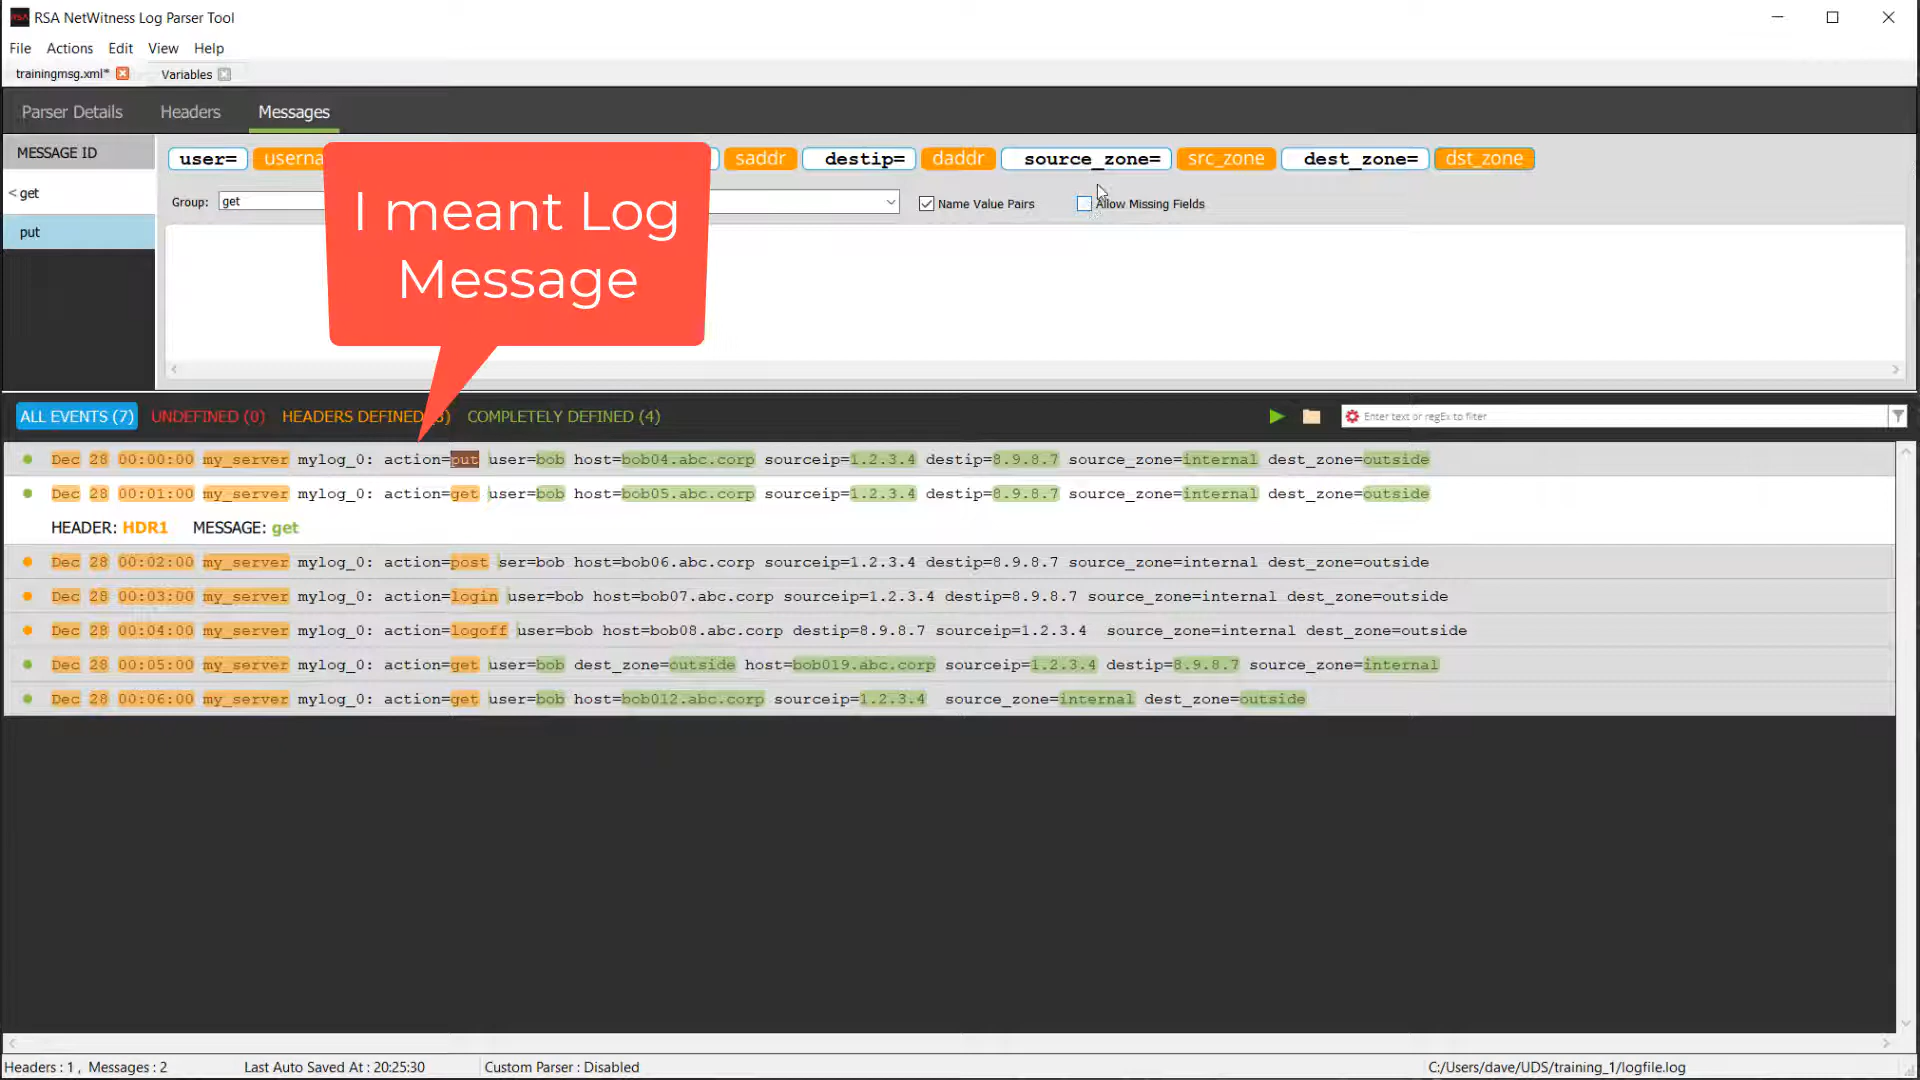 RSA NetWitness Log Parser Tool
File Actions Edit View Help
trainingmsg.xml* Variables
Parser Details Headers Messages
MESSAGE ID
< get
put
user= userna saddr destip= daddr source_zone= src_zone dest_zone= dst_zone
Group: get Name Value Pairs Allow Missing Fields
I meant Log
Message
ALL EVENTS (7) UNDEFINED (0) HEADERS DEFINED COMPLETELY DEFINED (4)
Enter text or regEx to filter
Dec 28 00:00:00 my_server mylog_0: action=put user=bob host=bob04.abc.corp sourceip=1.2.3.4 destip=8.9.8.7 source_zone=internal dest_zone=outside
Dec 28 00:01:00 my_server mylog_0: action=get user=bob host=bob05.abc.corp sourceip=1.2.3.4 destip=8.9.8.7 source_zone=internal dest_zone=outside
HEADER: HDR1 MESSAGE: get
Dec 28 00:02:00 my_server mylog_0: action=post ser=bob host=bob06.abc.corp sourceip=1.2.3.4 destip=8.9.8.7 source_zone=internal dest_zone=outside
Dec 28 00:03:00 my_server mylog_0: action=login user=bob host=bob07.abc.corp sourceip=1.2.3.4 destip=8.9.8.7 source_zone=internal dest_zone=outside
Dec 28 00:04:00 my_server mylog_0: action=logoff user=bob host=bob08.abc.corp destip=8.9.8.7 sourceip=1.2.3.4 source_zone=internal dest_zone=outside
Dec 28 00:05:00 my_server mylog_0: action=get user=bob dest_zone=outside host=bob019.abc.corp sourceip=1.2.3.4 destip=8.9.8.7 source_zone=internal
Dec 28 00:06:00 my_server mylog_0: action=get user=bob host=bob012.abc.corp sourceip=1.2.3.4 source_zone=internal dest_zone=outside
Headers : 1 , Messages : 2 Last Auto Saved At : 20:25:30 Custom Parser : Disabled C:/Users/dave/UDS/training_1/logfile.log